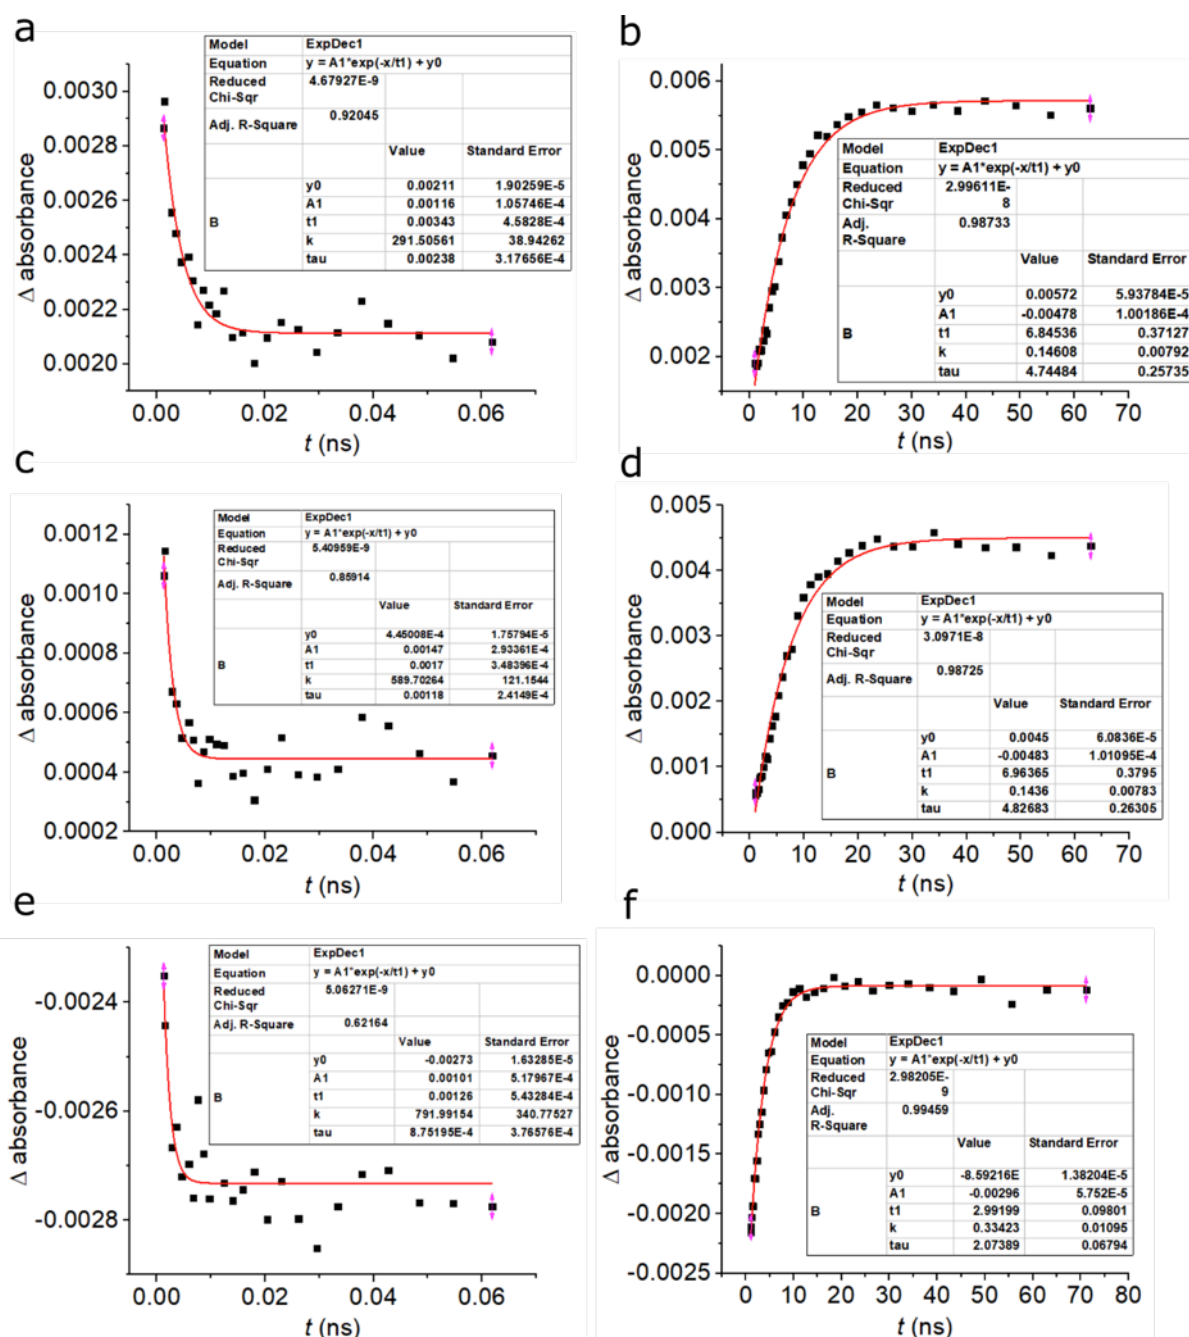 a
Δ absorbance
0.0030
0.0028
0.0026
0.0024
0.0022
0.0020
0.00 0.02 0.04 0.06
t (ns)
Model ExpDec1
Equation y = A1*exp(-x/t1) + y0
Reduced Chi-Sqr 4.67927E-9
Adj. R-Square 0.92045
Value Standard Error
B
y0 0.00211 1.90259E-5
A1 0.00116 1.05746E-4
t1 0.00343 4.5828E-4
k 291.50561 38.94262
tau 0.00238 3.17656E-4
b
Δ absorbance
0.006
0.005
0.004
0.003
0.002
0 10 20 30 40 50 60 70
t (ns)
Model ExpDec1
Equation y = A1*exp(-x/t1) + y0
Reduced Chi-Sqr 2.99611E-8
Adj. R-Square 0.98733
Value Standard Error
B
y0 0.00572 5.93784E-5
A1 -0.00478 1.00186E-4
t1 6.84536 0.37127
k 0.14608 0.00792
tau 4.74484 0.25735
c
Δ absorbance
0.0012
0.0010
0.0008
0.0006
0.0004
0.0002
0.00 0.02 0.04 0.06
t (ns)
Model ExpDec1
Equation y = A1*exp(-x/t1) + y0
Reduced Chi-Sqr 5.40959E-9
Adj. R-Square 0.85914
Value Standard Error
B
y0 4.45008E-4 1.75794E-5
A1 0.00147 2.93361E-4
t1 0.0017 3.48396E-4
k 589.70264 121.1544
tau 0.00118 2.4149E-4
d
Δ absorbance
0.005
0.004
0.003
0.002
0.001
0.000
0 10 20 30 40 50 60 70
t (ns)
Model ExpDec1
Equation y = A1*exp(-x/t1) + y0
Reduced Chi-Sqr 3.0971E-8
Adj. R-Square 0.98725
Value Standard Error
B
y0 0.0045 6.0836E-5
A1 -0.00483 1.01095E-4
t1 6.96365 0.3795
k 0.1436 0.00783
tau 4.82683 0.26305
e
Δ absorbance
-0.0024
-0.0026
-0.0028
0.00 0.02 0.04 0.06
t (ns)
Model ExpDec1
Equation y = A1*exp(-x/t1) + y0
Reduced Chi-Sqr 5.06271E-9
Adj. R-Square 0.62164
Value Standard Error
B
y0 -0.00273 1.63285E-5
A1 0.00101 5.17967E-4
t1 0.00126 5.43284E-4
k 791.99154 340.77527
tau 8.75195E-4 3.76576E-4
f
Δ absorbance
0.0000
-0.0005
-0.0010
-0.0015
-0.0020
-0.0025
0 10 20 30 40 50 60 70 80
t (ns)
Model ExpDec1
Equation y = A1*exp(-x/t1) + y0
Reduced Chi-Sqr 2.98205E-9
Adj. R-Square 0.99459
Value Standard Error
B
y0 -8.59216E 1.38204E-5
A1 -0.00296 5.752E-5
t1 2.99199 0.09801
k 0.33423 0.01095
tau 2.07389 0.06794